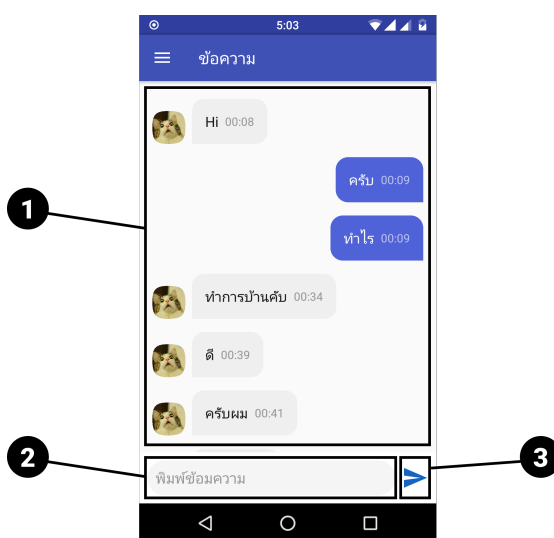 5:03
ข้อความ
Hi 00:08
ครับ 00:09
ทำไร 00:09
1
ทำการบ้านคับ 00:34
ดี 00:39
ครับผม 00:41
2
พิมพ์ข้อมความ
3